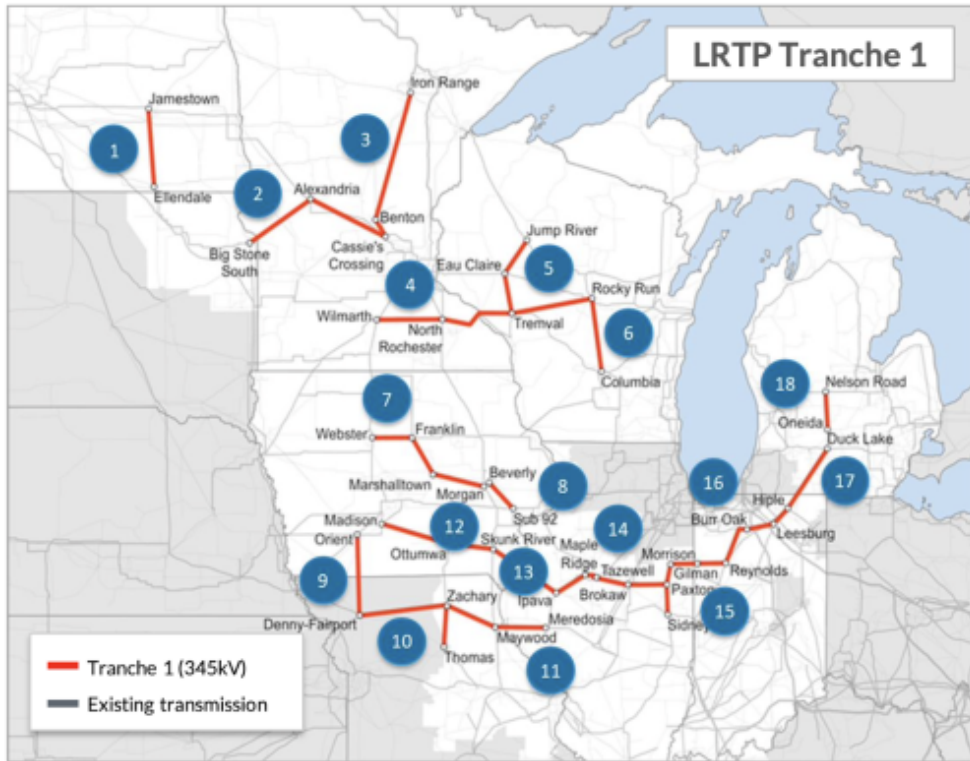 LRTP Tranche 1
Iron Range
Jamestown
3
1
Ellendale
2
Alexandria
Benton
Cassie's
Crossing
Big Stone
South
Jump River
Eau Claire
5
4
Rocky Run
Wilmarth
North
Rochester
Tremval
6
Columbia
18
Nelson Road
Oneida
Duck Lake
7
Webster
Franklin
Marshalltown
Beverly
Morgan
8
Sub 92
16
17
Hiple
Burr Oak
Leesburg
Madison
Orient
12
Ottumwa
Skunk River
14
Maple
Ridge
13
Tazewell
Morrison
Gilman
Reynolds
Ipava
Brokaw
Paxton
9
Zachary
15
Sidney
Denny-Fairport
Meredosia
Maywood
10
Thomas
11
Tranche 1 (345kV)
Existing transmission